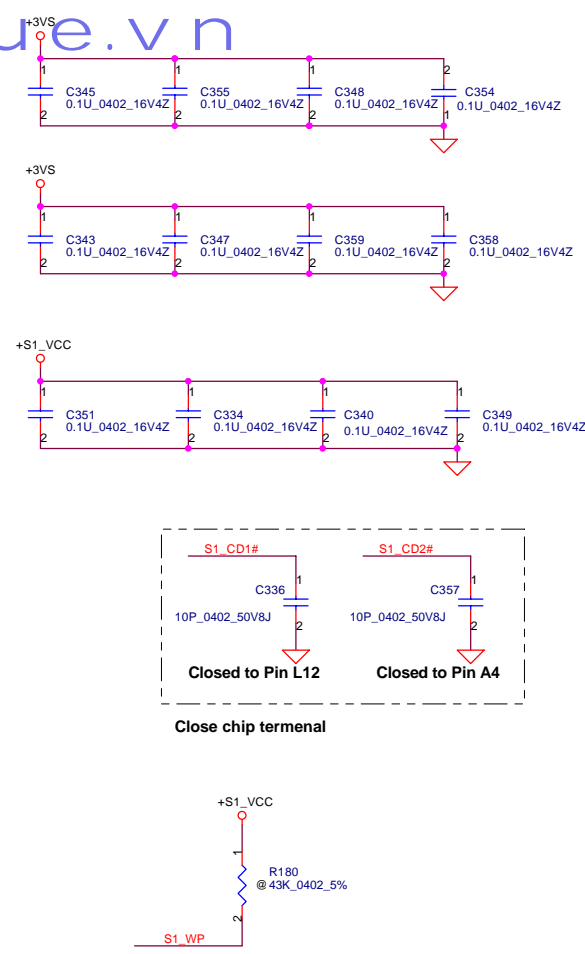 ue.vn
+3VS
1 1 1 2
C345 C355 C348 C354
0.1U_0402_16V4Z 0.1U_0402_16V4Z 0.1U_0402_16V4Z 0.1U_0402_16V4Z
2 2 2 1
+3VS
1 1 1 1
C343 C347 C359 C358
0.1U_0402_16V4Z 0.1U_0402_16V4Z 0.1U_0402_16V4Z 0.1U_0402_16V4Z
2 2 2 2
+S1_VCC
1 1 1 1
C351 C334 C340 C349
0.1U_0402_16V4Z 0.1U_0402_16V4Z 0.1U_0402_16V4Z 0.1U_0402_16V4Z
2 2 2 2
S1_CD1# S1_CD2#
1 1
C336 C357
10P_0402_50V8J 10P_0402_50V8J
2 2
Closed to Pin L12 Closed to Pin A4
Close chip termenal
+S1_VCC
1
R180
@ 43K_0402_5%
2
S1_WP